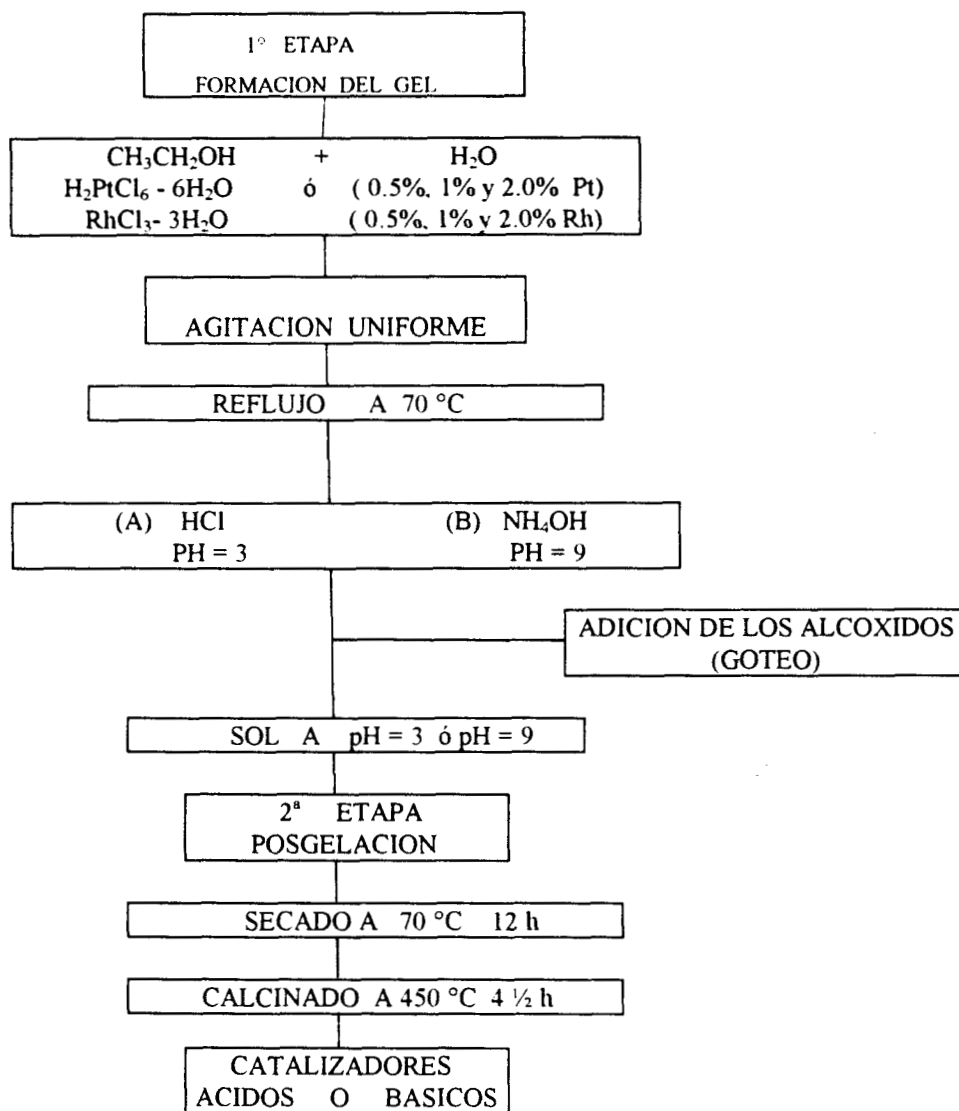 1° ETAPA
FORMACION DEL GEL
CH₃CH₂OH + H₂O
H₂PtCl₆ - 6H₂O ó ( 0.5%. 1% y 2.0% Pt)
RhCl₃- 3H₂O ( 0.5%. 1% y 2.0% Rh)
AGITACION UNIFORME
REFLUJO A 70 °C
(A) HCl (B) NH₄OH
PH = 3 PH = 9
ADICION DE LOS ALCOXIDOS
(GOTEO)
SOL A pH = 3 ó pH = 9
2ª ETAPA
POSGELACION
SECADO A 70 °C 12 h
CALCINADO A 450 °C 4 ½ h
CATALIZADORES
ACIDOS O BASICOS